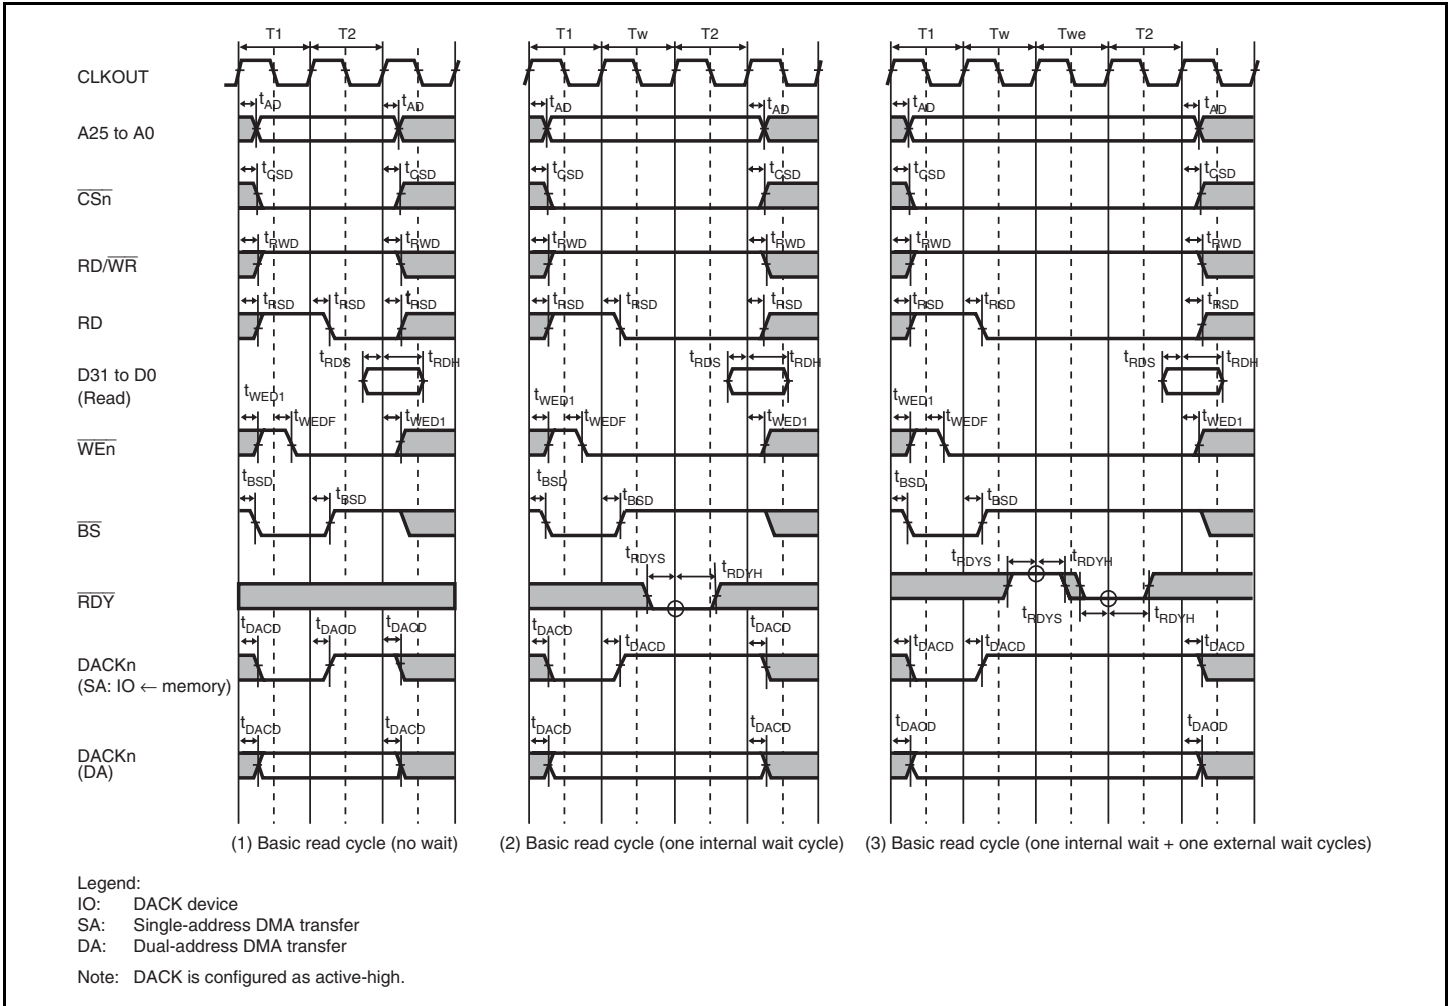 T1 T2 T1 Tw T2 T1 Tw Twe T2
CLKOUT
tAD tAD tAD tAD tAD tAD
A25 to A0
tCSD tCSD tCSD tCSD tCSD tCSD
CSn
tRWD tRWD tRWD tRWD tRWD tRWD
RD/WR
tRSD tRSD tRSD tRSD tRSD tRSD tRSD tRSD tRSD
RD
tRDS tRDH tRDS tRDH tRDS tRDH
D31 to D0
(Read)
tWED1 tWED1 tWED1
tWEDF tWED1 tWEDF tWED1 tWEDF tWED1
WEn
tBSD tBSD tBSD
tBSD tBSD tBSD
BS
tRDYS tRDYH tRDYS tRDYH
RDY
tRDYS tRDYH
tDACD tDACD tDACD tDACD tDACD tDACD tDACD tDACD tDACD
DACKn
(SA: IO ← memory)
tDACD tDACD tDACD tDACD tDACD tDACD
DACKn
(DA)
(1) Basic read cycle (no wait)
(2) Basic read cycle (one internal wait cycle)
(3) Basic read cycle (one internal wait + one external wait cycles)
Legend:
IO: DACK device
SA: Single-address DMA transfer
DA: Dual-address DMA transfer
Note: DACK is configured as active-high.